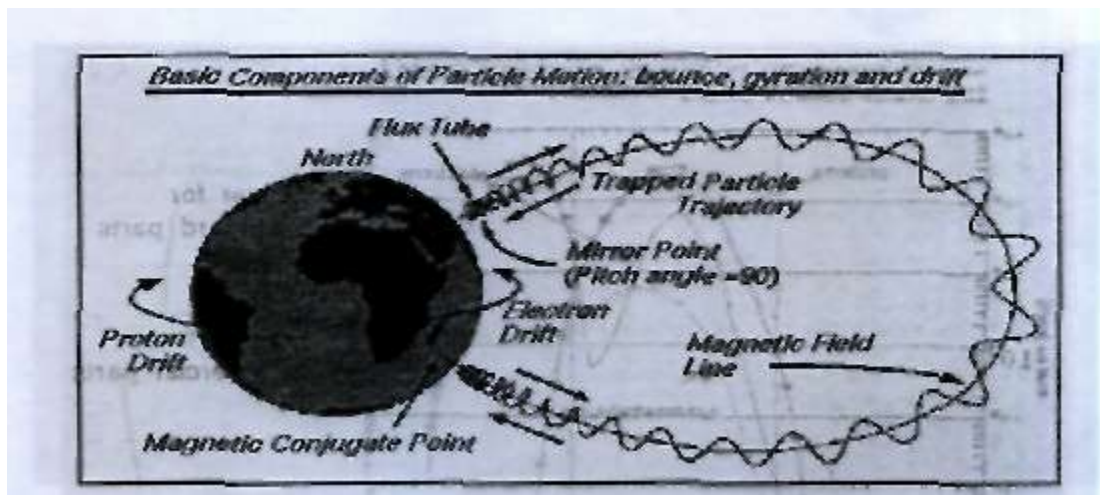 Basic Components of Particle Motion: bounce, gyration and drift
Flux Tube
North
Trapped Particle
Trajectory
Mirror Point
(Pitch angle =90)
Proton
Drift
Electron
Drift
Magnetic Field
Line
Magnetic Conjugate Point